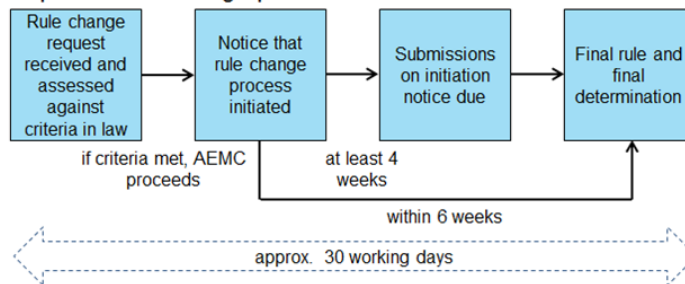 Rule change
request
received and
assessed
against
criteria in law
Notice that
rule change
process
initiated
Submissions
on initiation
notice due
Final rule and
final
determination
if criteria met, AEMC
proceeds
at least 4
weeks
within 6 weeks
approx. 30 working days